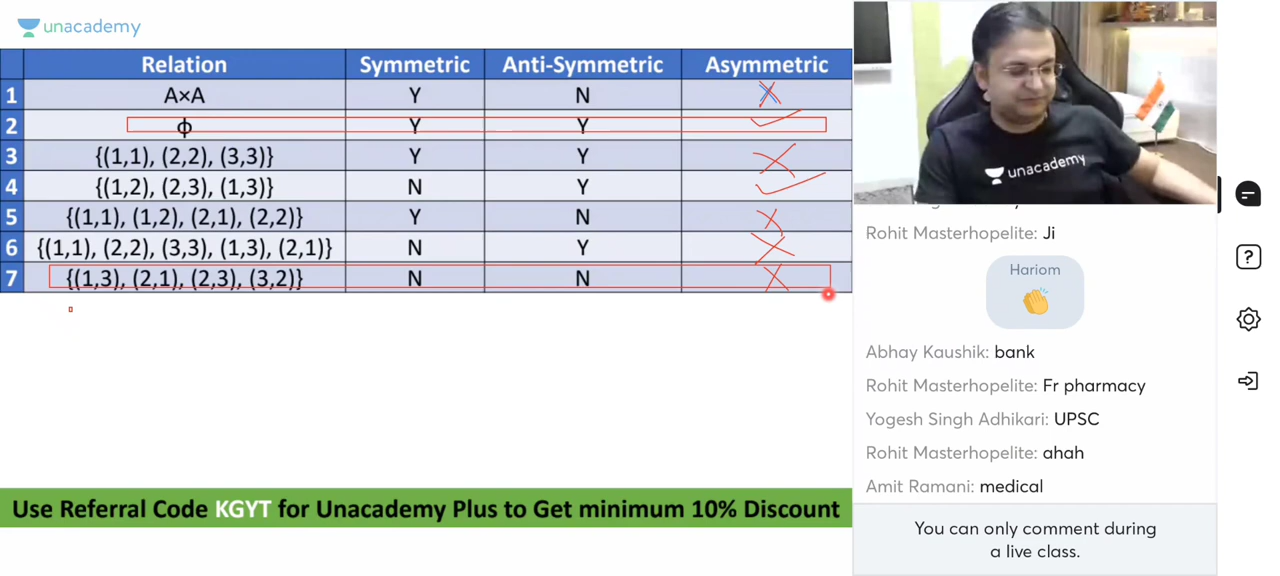 unacademy
Relation Symmetric Anti-Symmetric Asymmetric
1 A×A Y N
2 ф Y Y
3 {(1,1), (2,2), (3,3)} Y Y
4 {(1,2), (2,3), (1,3)} N Y
5 {(1,1), (1,2), (2,1), (2,2)} Y N
6 {(1,1), (2,2), (3,3), (1,3), (2,1)} N Y
7 {(1,3), (2,1), (2,3), (3,2)} N N
Use Referral Code KGYT for Unacademy Plus to Get minimum 10% Discount
unacademy
Rohit Masterhopelite: Ji
Hariom
Abhay Kaushik: bank
Rohit Masterhopelite: Fr pharmacy
Yogesh Singh Adhikari: UPSC
Rohit Masterhopelite: ahah
Amit Ramani: medical
You can only comment during
a live class.